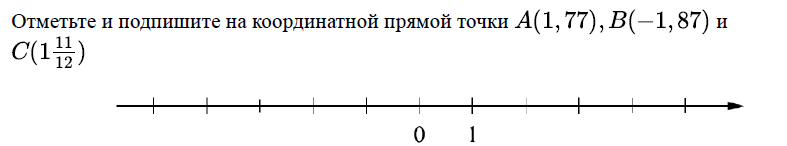 Отметьте и подпишите на координатной прямой точки A(1,77), B(−1,87) и
C(1 11/12)
0 1